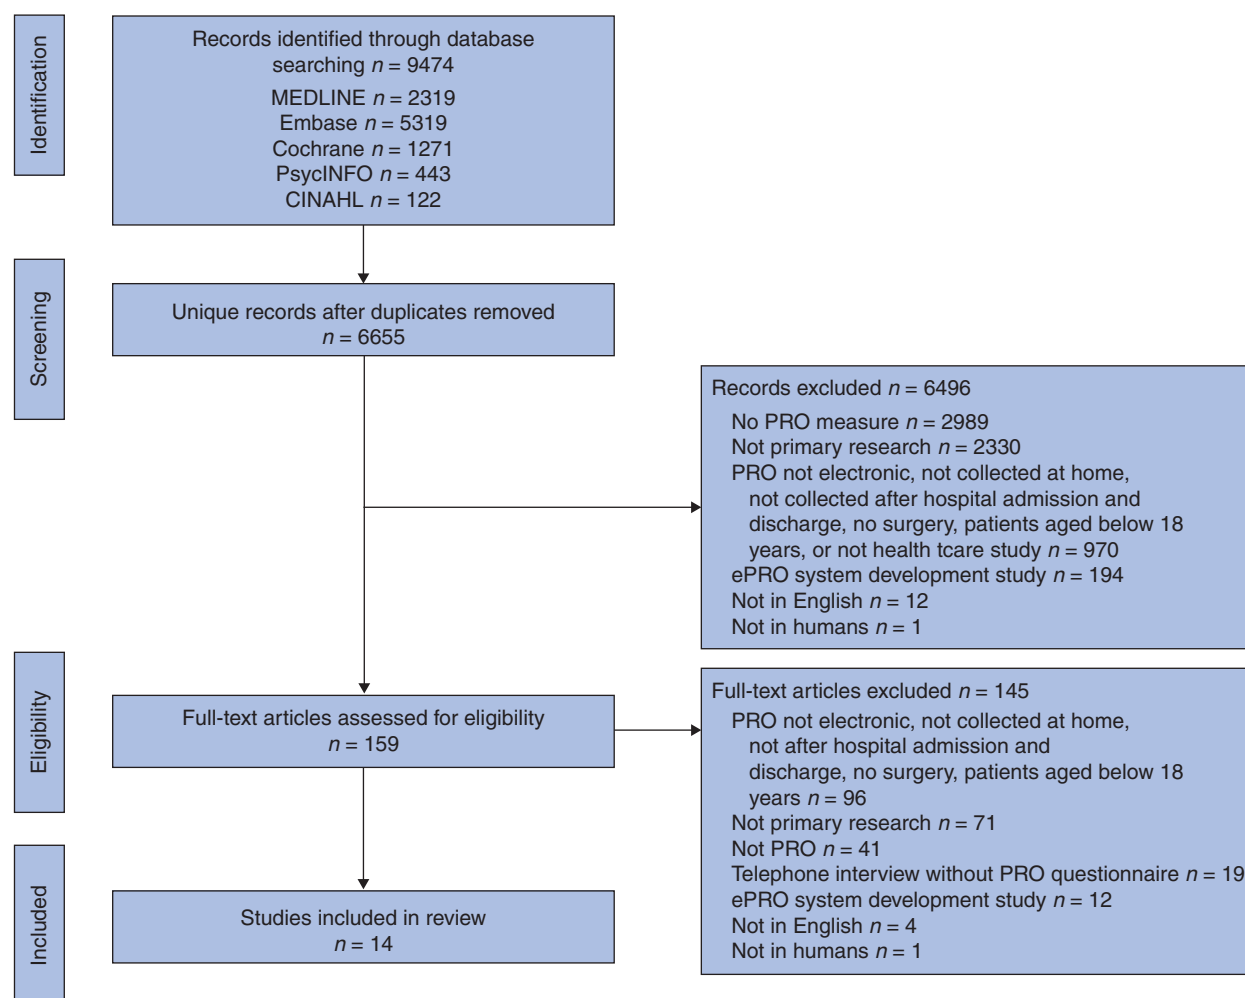 Identification
Records identified through database
searching n = 9474
MEDLINE n = 2319
Embase n = 5319
Cochrane n = 1271
PsycINFO n = 443
CINAHL n = 122
Screening
Unique records after duplicates removed
n = 6655
Records excluded n = 6496
No PRO measure n = 2989
Not primary research n = 2330
PRO not electronic, not collected at home,
not collected after hospital admission and
discharge, no surgery, patients aged below 18
years, or not health tcare study n = 970
ePRO system development study n = 194
Not in English n = 12
Not in humans n = 1
Eligibility
Full-text articles assessed for eligibility
n = 159
Full-text articles excluded n = 145
PRO not electronic, not collected at home,
not after hospital admission and
discharge, no surgery, patients aged below 18
years n = 96
Not primary research n = 71
Not PRO n = 41
Telephone interview without PRO questionnaire n = 19
ePRO system development study n = 12
Not in English n = 4
Not in humans n = 1
Included
Studies included in review
n = 14